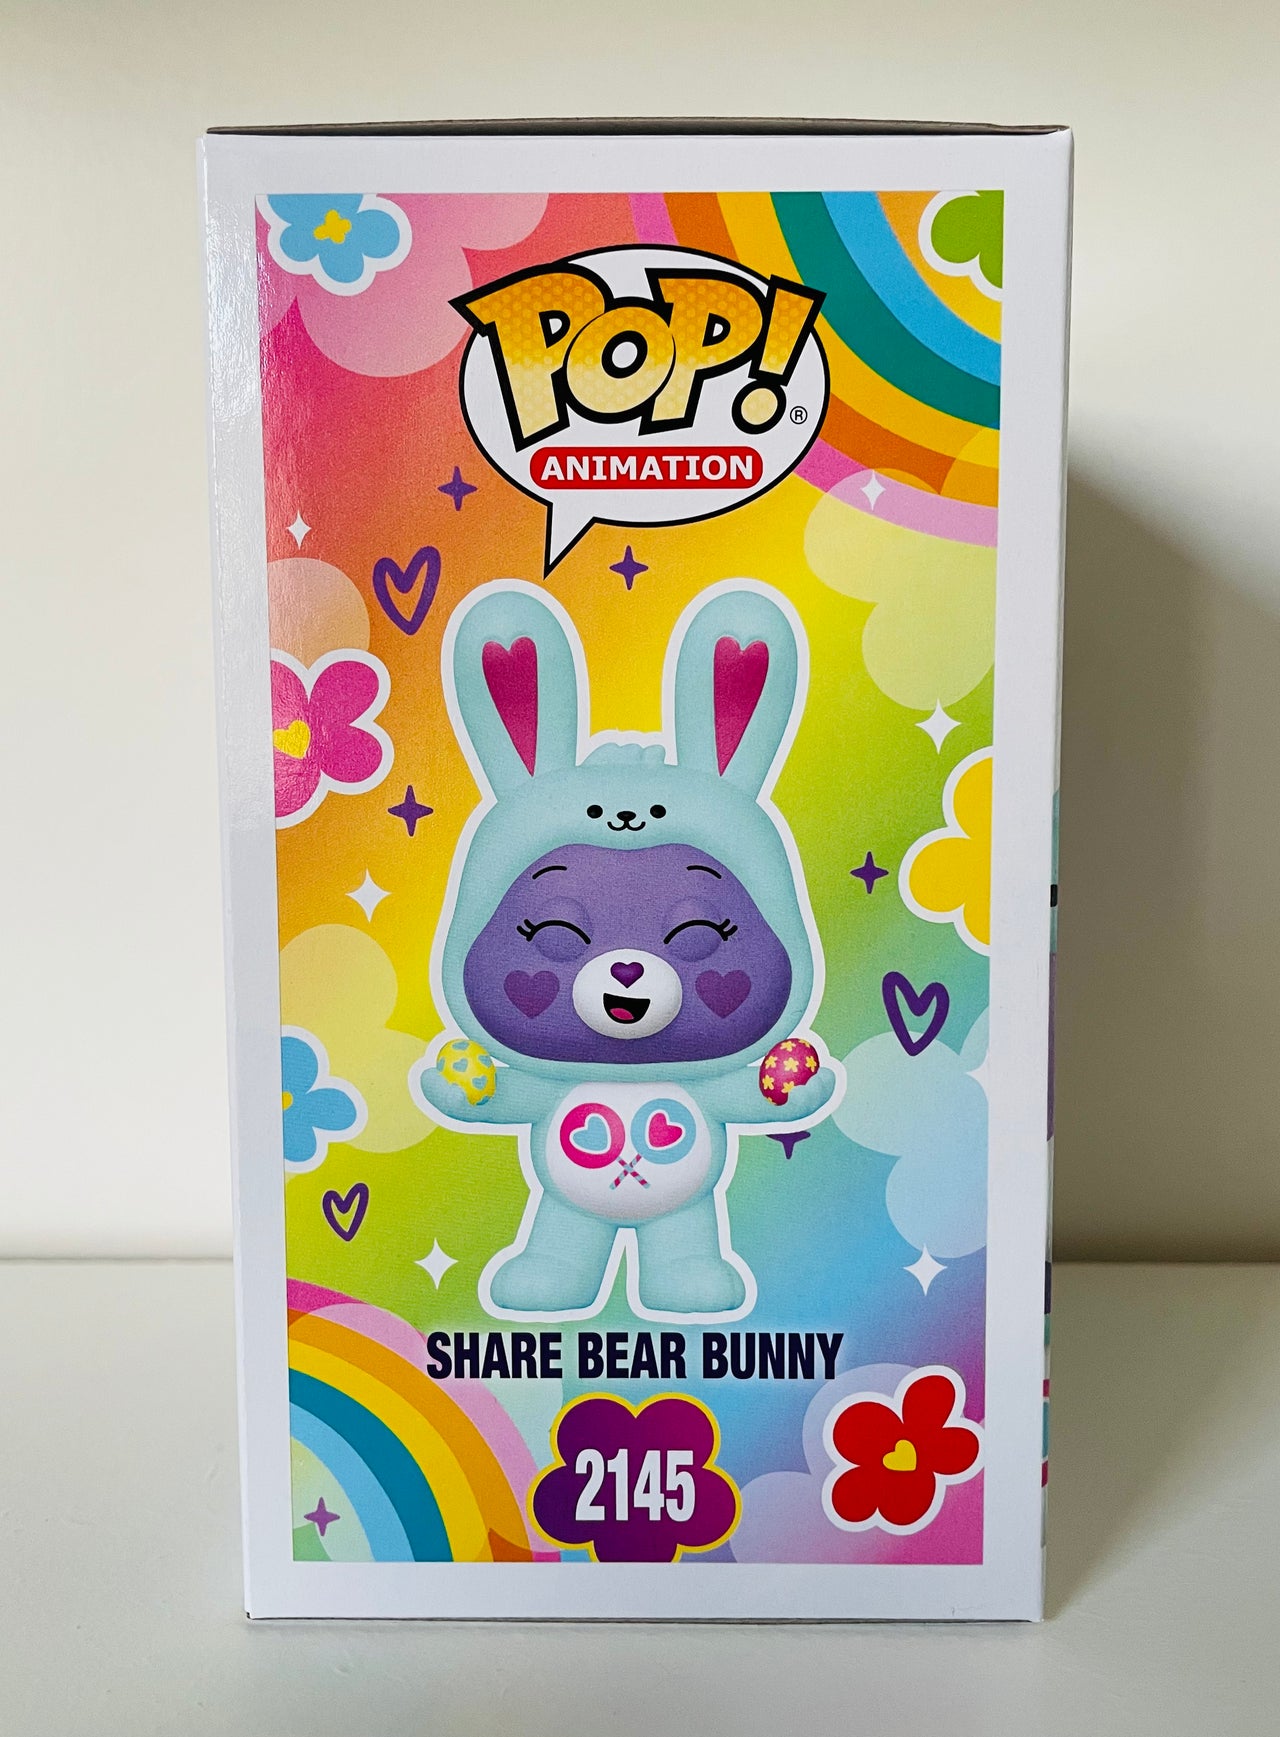 POP!
®
ANIMATION
SHARE BEAR BUNNY
2145